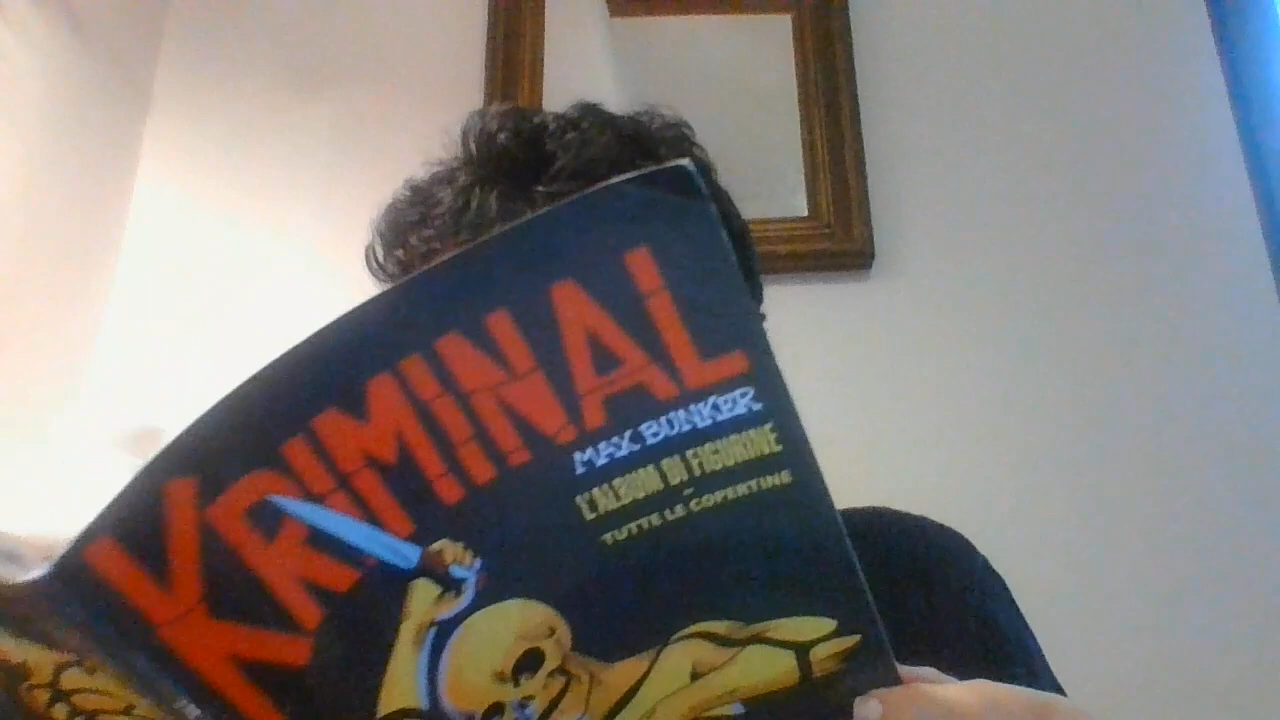 KRIMINAL
MAX BUNKER
L'ALBUM DI FIGURINE
-
TUTTE LE COPERTINE